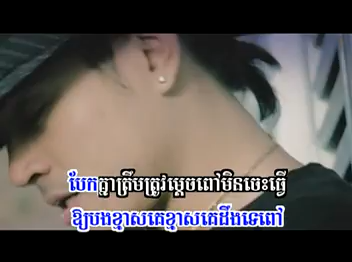 បែកគ្នាត្រឹមត្រូវម្ដេចពៅមិនចេះធ្វើ
ឱ្យបងខ្មាសគេខ្មាសគេដឹងទេពៅ